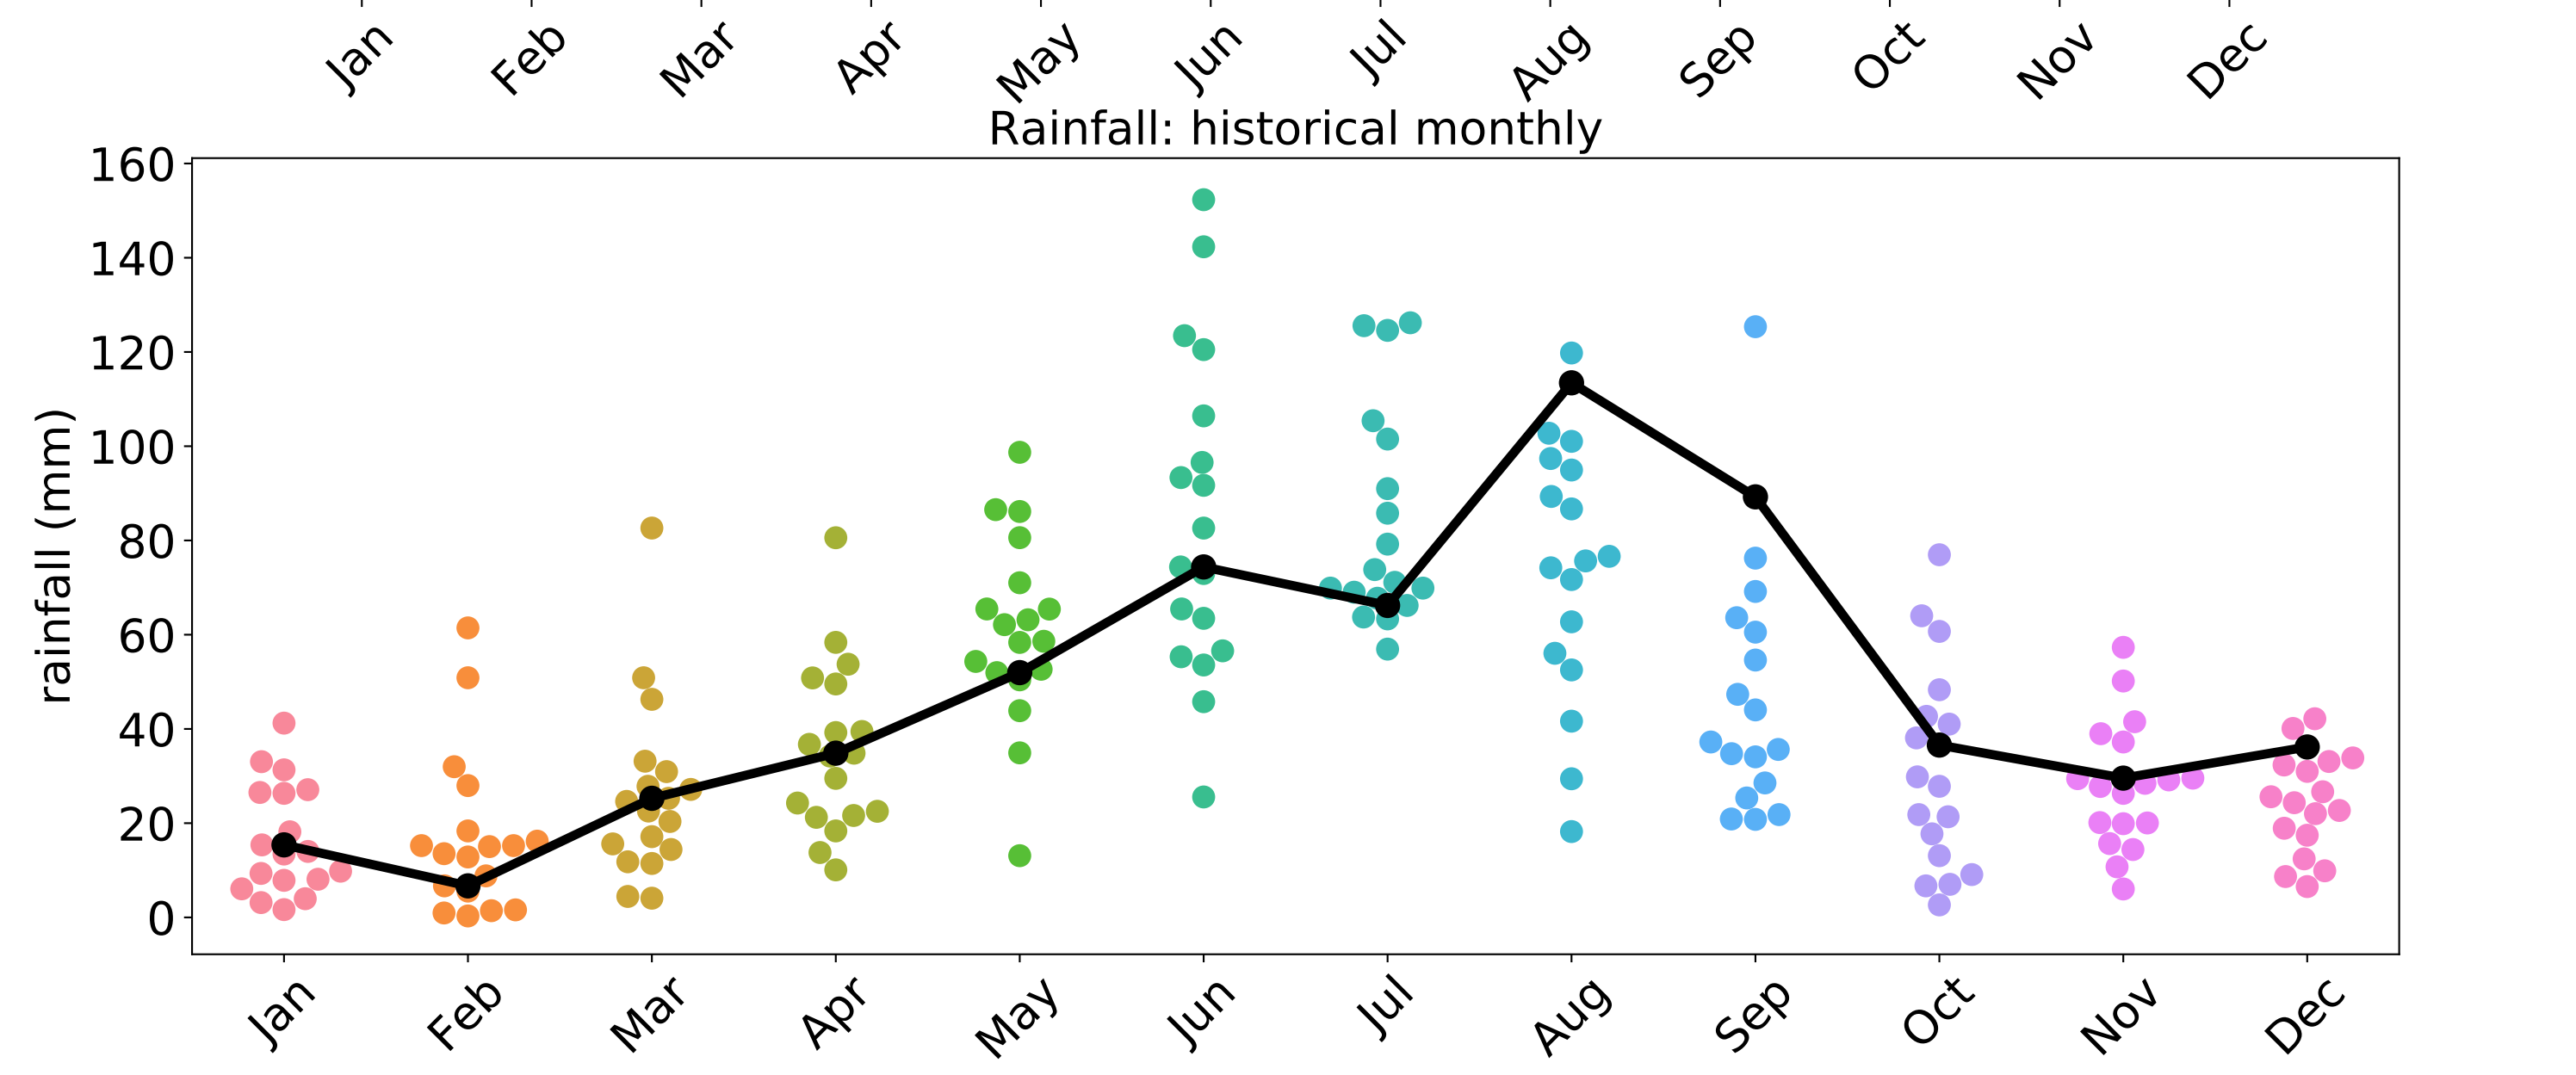 Jan Feb Mar Apr May Jun Jul Aug Sep Oct Nov Dec
Rainfall: historical monthly
160
140
120
100
80
60
40
20
0
rainfall (mm)
Jan Feb Mar Apr May Jun Jul Aug Sep Oct Nov Dec